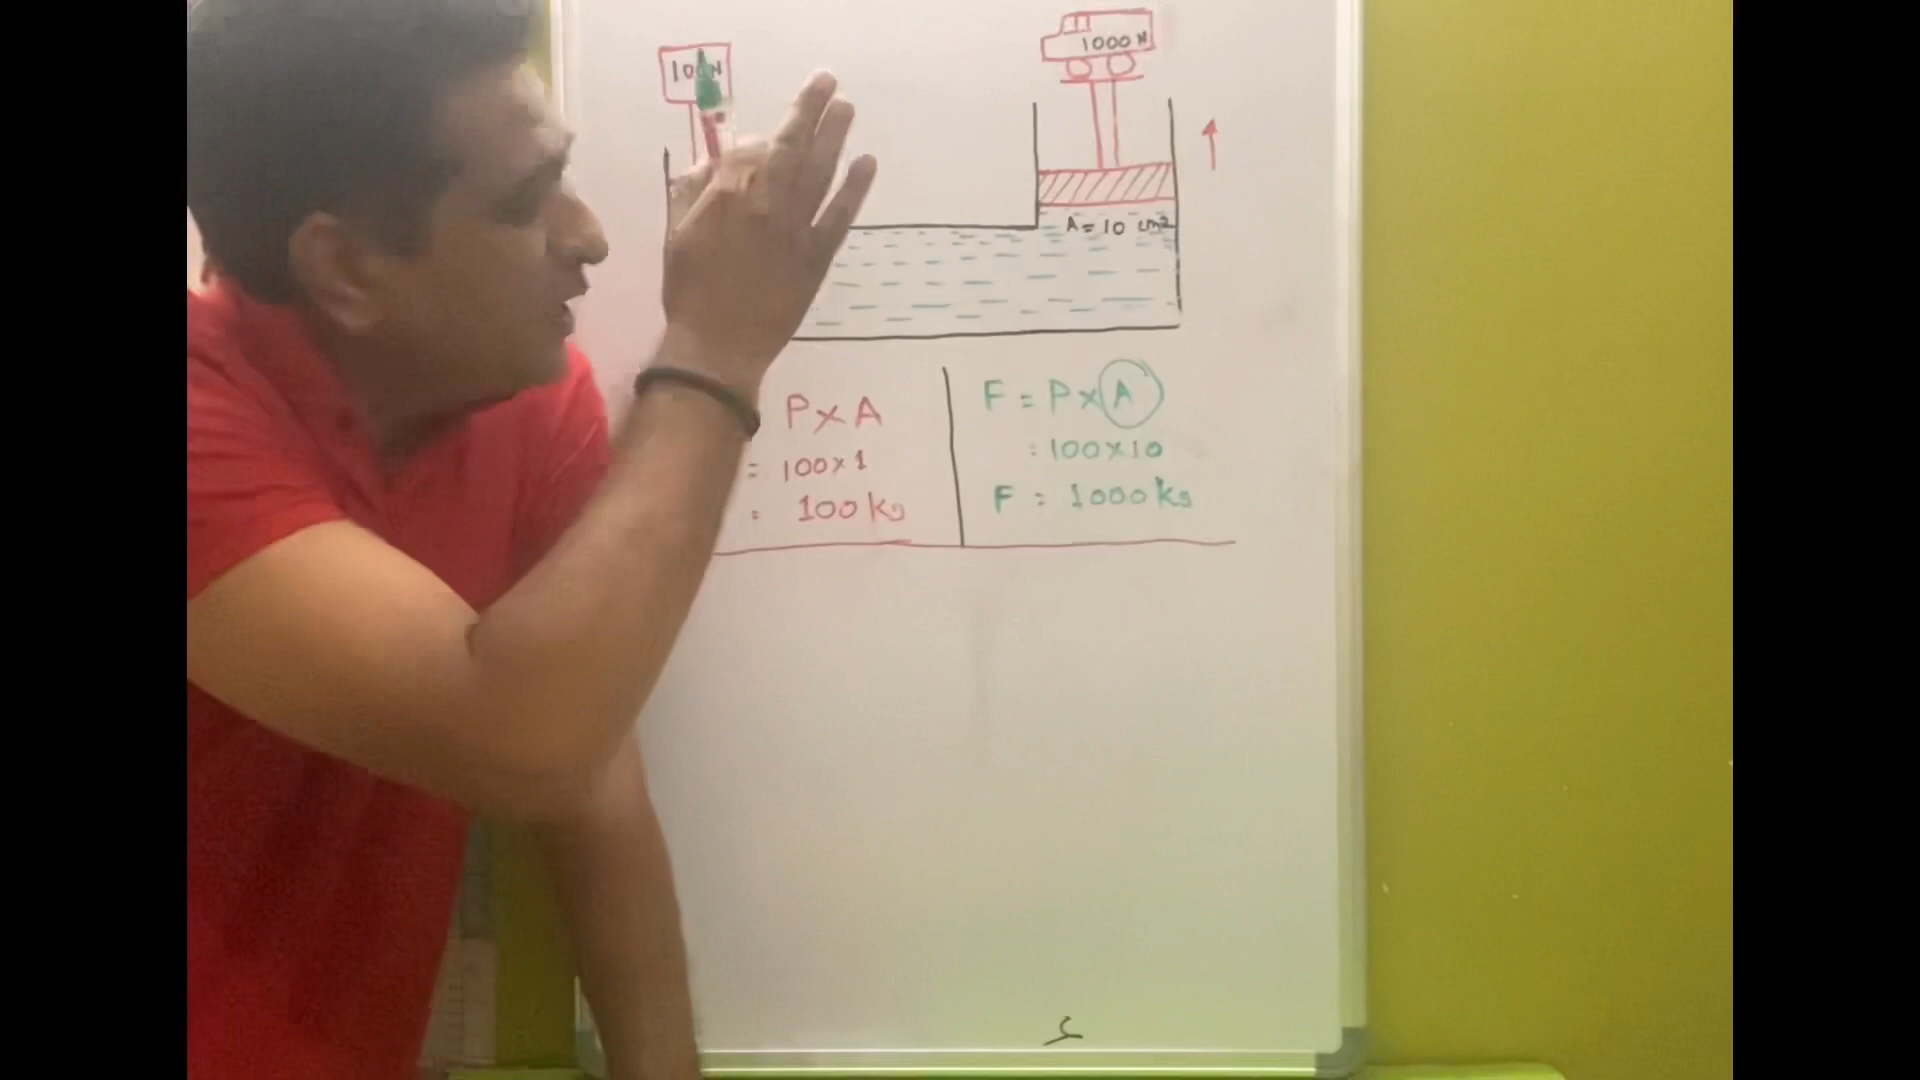 100N
1000 N
A = 10 cm²
P × A
= 100 × 1
= 100 kg
F = P × A
= 100 × 10
F = 1000 kg